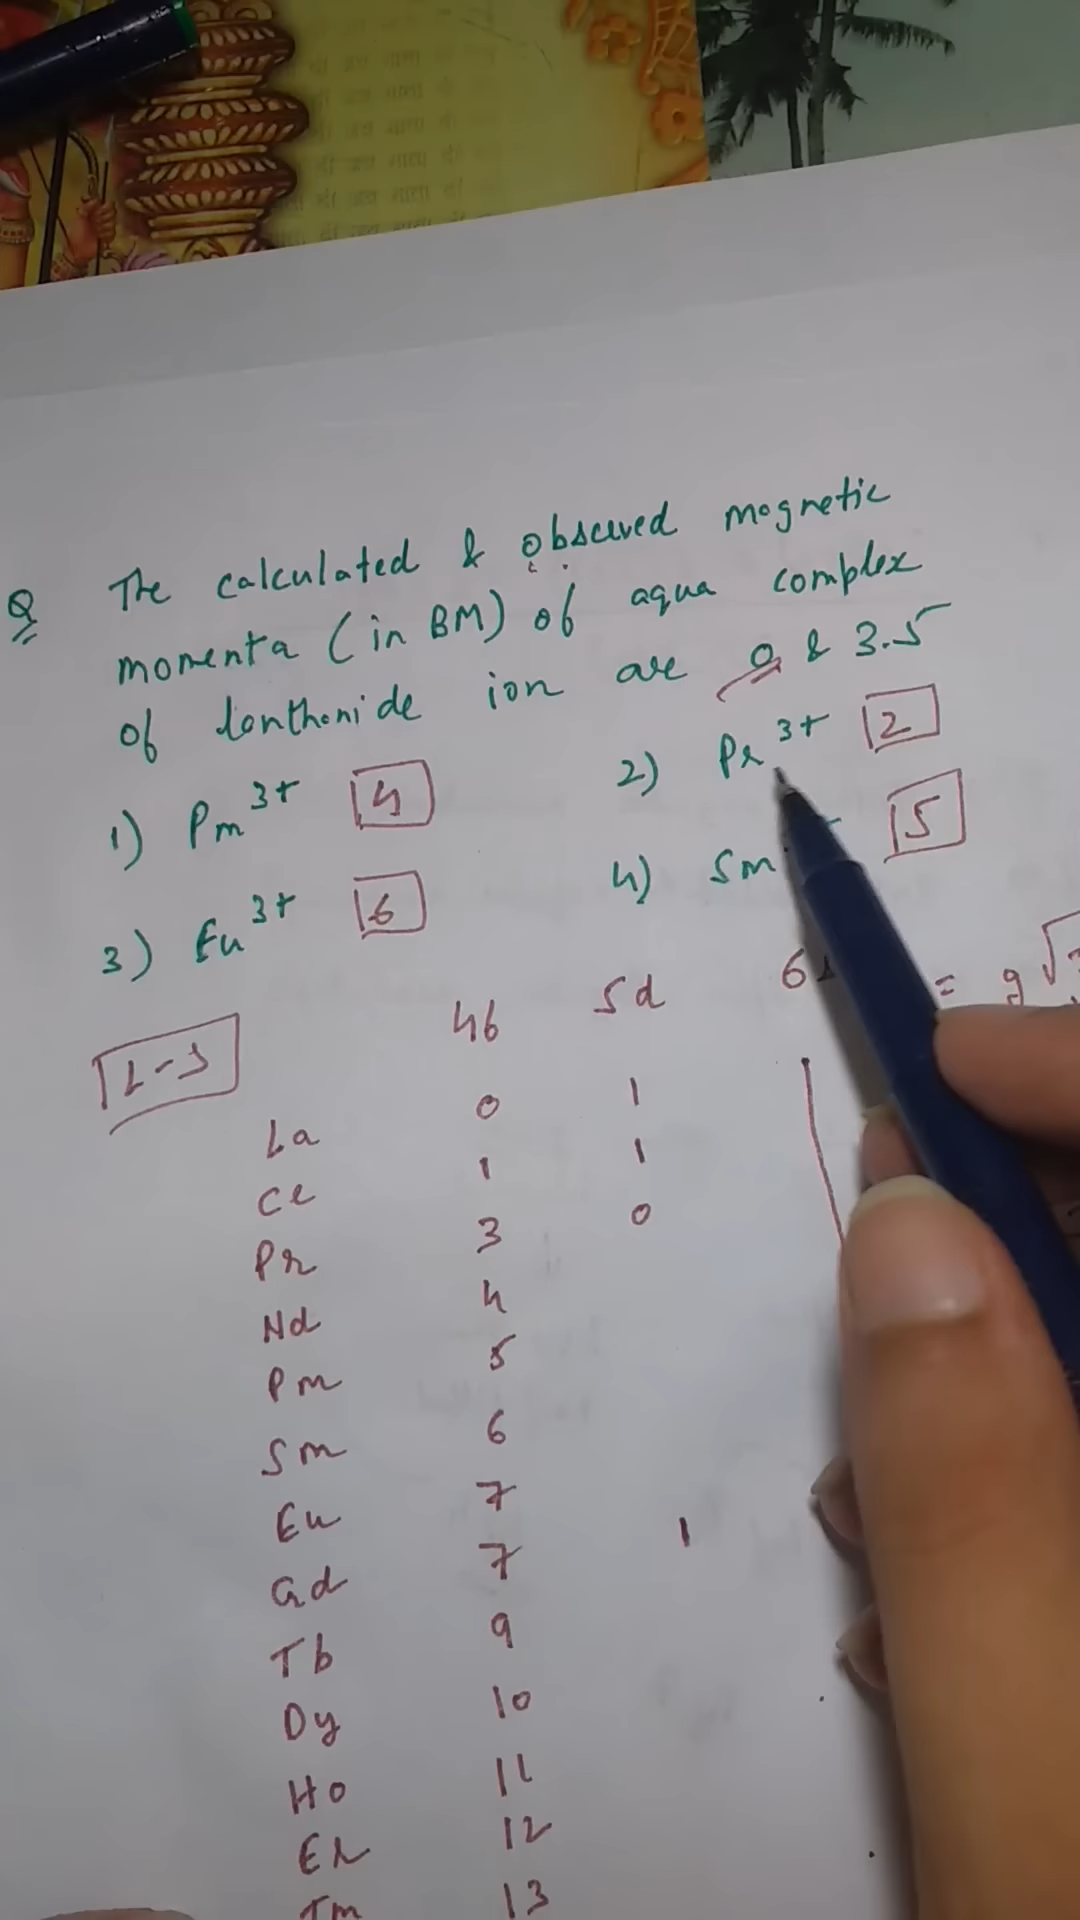 Q The calculated & observed magnetic
momenta (in BM) of aqua complex
of lanthanide ion are 0 & 3.5
1) Pm³⁺ 4 2) Pr³⁺ 2
3) Eu³⁺ 6 4) Sm 5
4f 5d 6s = g√
L-S
La 0 1
Ce 1 1
Pr 3 0
Nd 4
Pm 5
Sm 6
Eu 7
Gd 7 1
Tb 9
Dy 10
Ho 11
Er 12
Tm 13